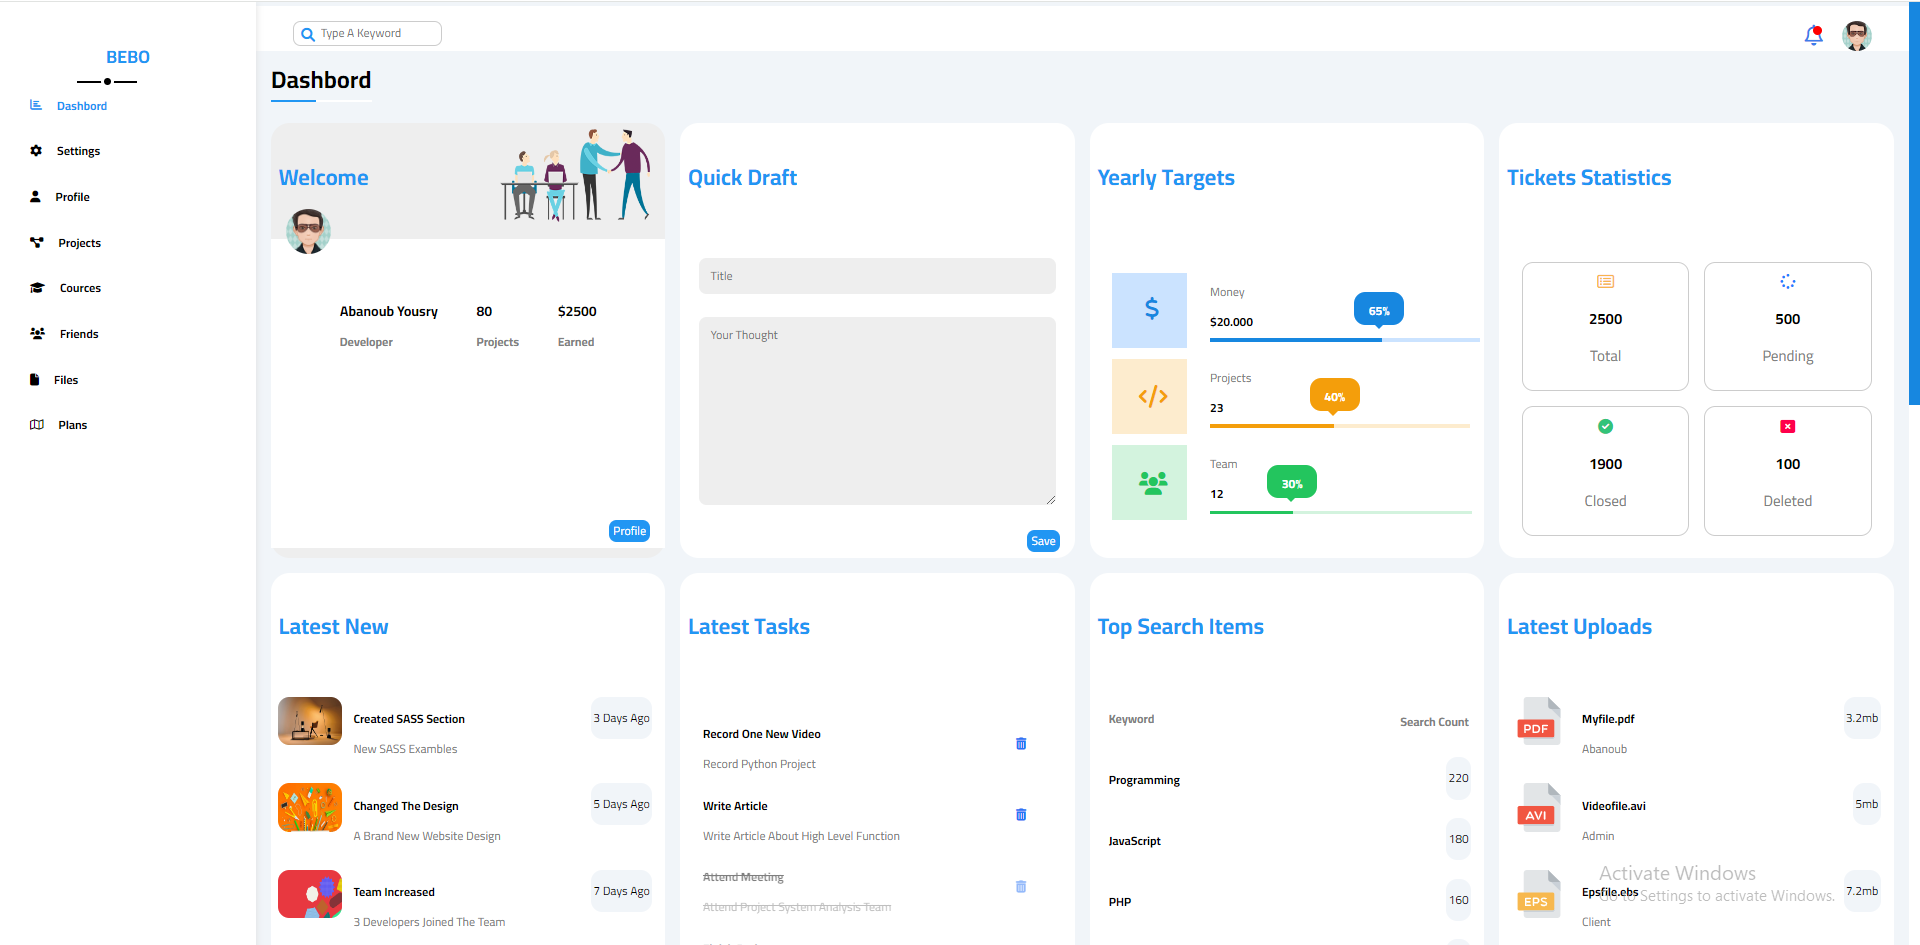 BEBO
Dashbord
Settings
Profile
Projects
Cources
Friends
Files
Plans
Type A Keyword
Dashbord
Welcome
Abanoub Yousry
Developer
80
Projects
$2500
Earned
Profile
Quick Draft
Title
Your Thought
Save
Yearly Targets
$
Money
$20.000
65%
</>
Projects
23
40%
Team
12
30%
Tickets Statistics
2500
Total
500
Pending
1900
Closed
100
Deleted
Latest New
Created SASS Section
New SASS Exambles
3 Days Ago
Changed The Design
A Brand New Website Design
5 Days Ago
Team Increased
3 Developers Joined The Team
7 Days Ago
Latest Tasks
Record One New Video
Record Python Project
Write Article
Write Article About High Level Function
Attend Meeting
Attend Project System Analysis Team
Top Search Items
Keyword Search Count
Programming 220
JavaScript 180
PHP 160
Latest Uploads
PDF
Myfile.pdf
Abanoub
3.2mb
AVI
Videofile.avi
Admin
5mb
EPS
Epsfile.ebs
Client
7.2mb
Activate Windows
Go to Settings to activate Windows.